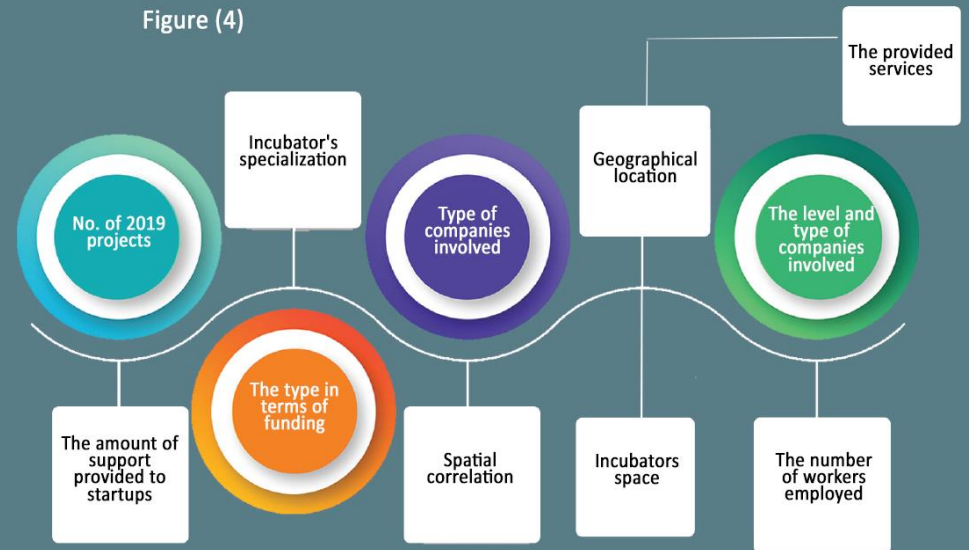 Figure (4)
The provided
services
Incubator's
specialization
Geographical
location
No. of 2019
projects
Type of
companies
involved
The level and
type of
companies
involved
The type in
terms of
funding
The amount of
support
provided to
startups
Spatial
correlation
Incubators
space
The number
of workers
employed